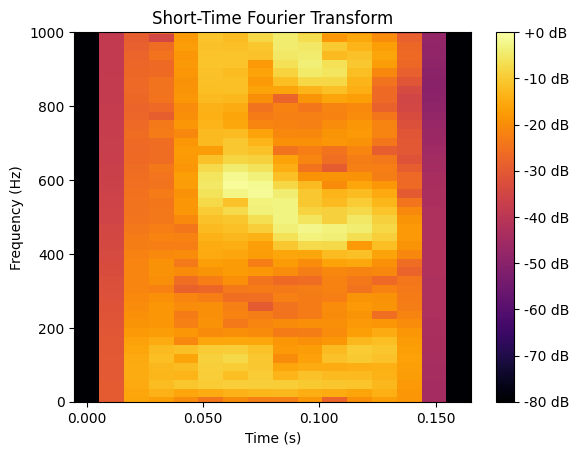 Short-Time Fourier Transform
1000
800
600
400
200
0
Frequency (Hz)
0.000
0.050
0.100
0.150
Time (s)
+0 dB
-10 dB
-20 dB
-30 dB
-40 dB
-50 dB
-60 dB
-70 dB
-80 dB